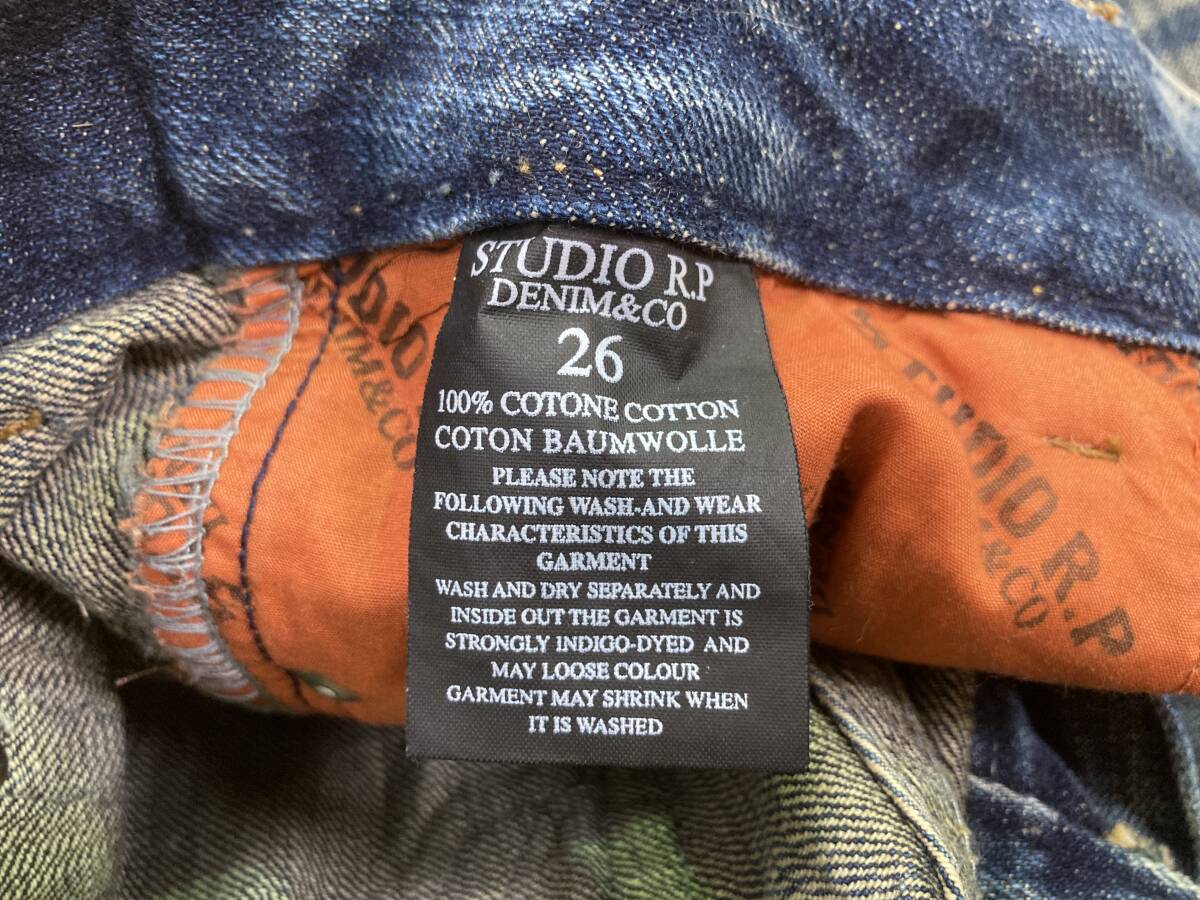 STUDIO R.P
DENIM&CO
26
100% COTONE COTTON
COTON BAUMWOLLE
PLEASE NOTE THE
FOLLOWING WASH-AND WEAR
CHARACTERISTICS OF THIS
GARMENT
WASH AND DRY SEPARATELY AND
INSIDE OUT THE GARMENT IS
STRONGLY INDIGO-DYED AND
MAY LOOSE COLOUR
GARMENT MAY SHRINK WHEN
IT IS WASHED
STUDIO R.P
&CO